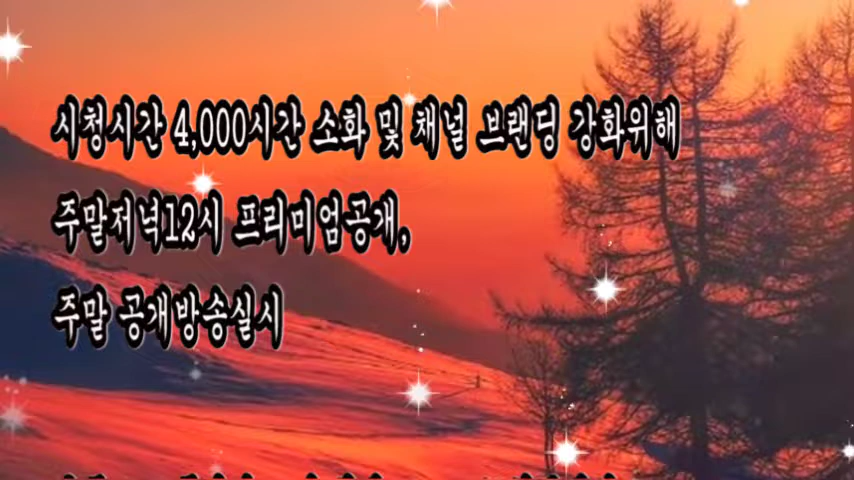 시청시간 4,000시간 소화 및 채널 브랜딩 강화위해
주말저녁12시 프리미엄공개,
주말 공개방송실시